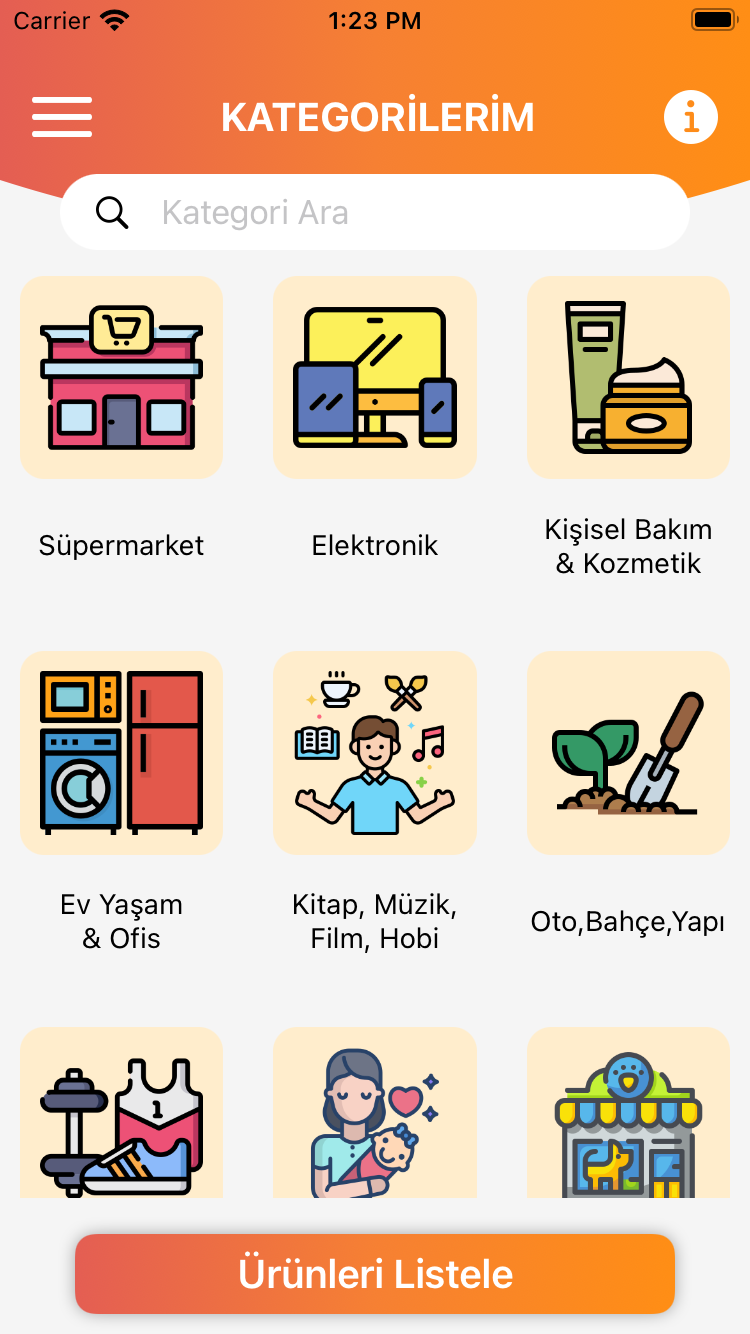 Carrier 1:23 PM
KATEGORİLERİM
Kategori Ara
Süpermarket
Elektronik
Kişisel Bakım
& Kozmetik
Ev Yaşam
& Ofis
Kitap, Müzik,
Film, Hobi
Oto,Bahçe,Yapı
1
Ürünleri Listele